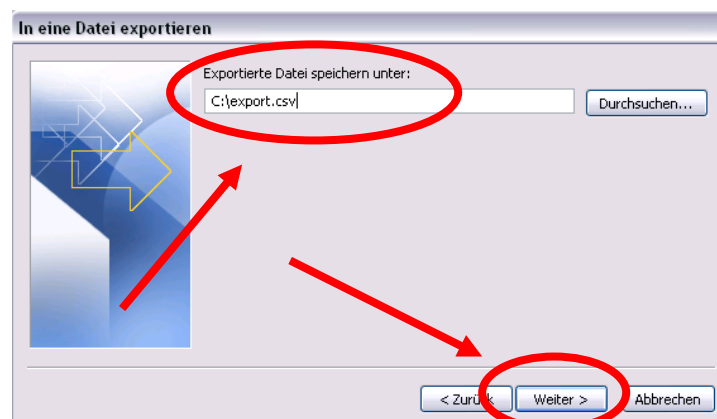 In eine Datei exportieren
Exportierte Datei speichern unter:
C:\export.csv
Durchsuchen...
< Zurück
Weiter >
Abbrechen